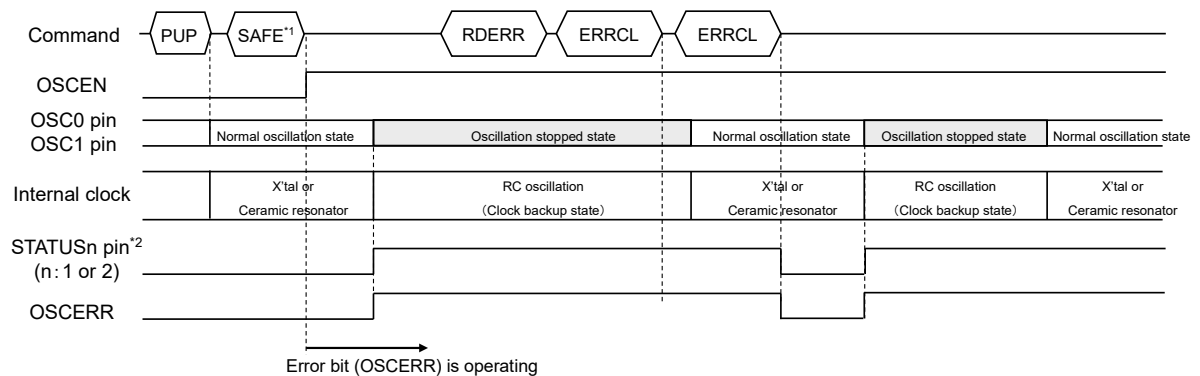 Command PUP SAFE*1 RDERR ERRCL ERRCL
OSCEN
OSC0 pin
OSC1 pin
Normal oscillation state Oscillation stopped state Normal oscillation state Oscillation stopped state Normal oscillation state
Internal clock
X'tal or RC oscillation X'tal or RC oscillation X'tal or
Ceramic resonator （Clock backup state） Ceramic resonator （Clock backup state） Ceramic resonator
STATUSn pin*2
(n：1 or 2)
OSCERR
Error bit (OSCERR) is operating